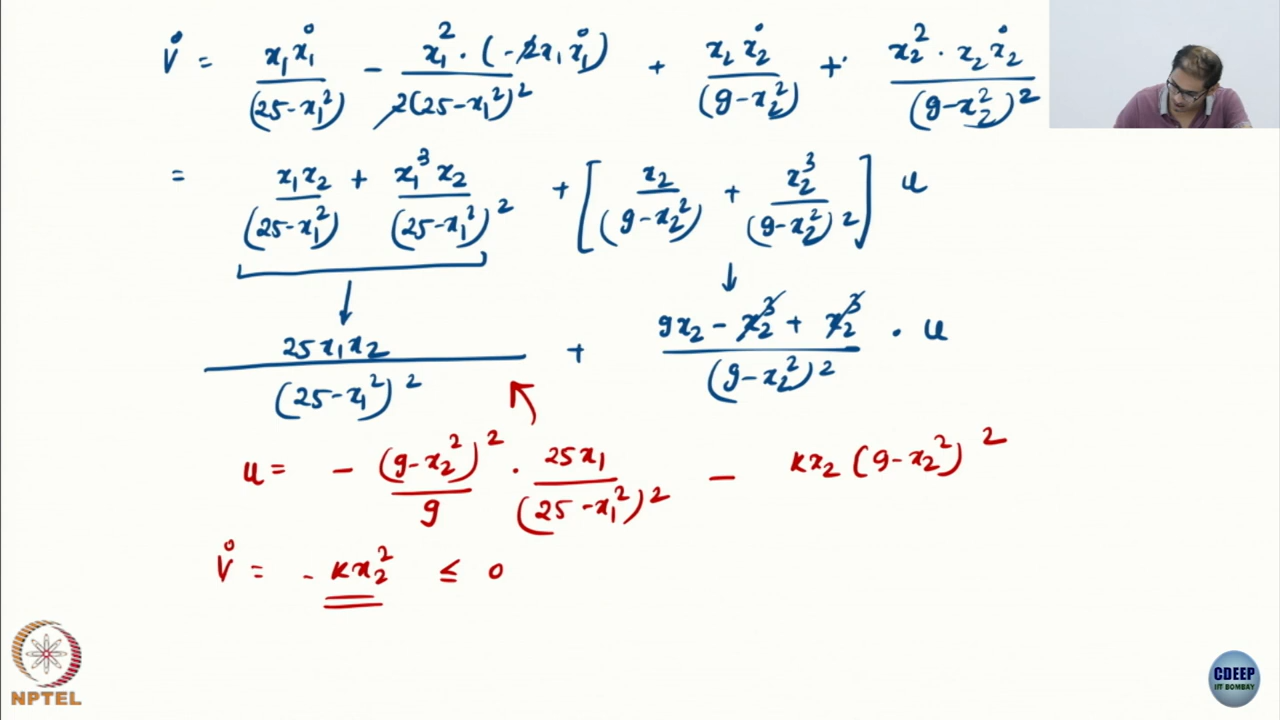 V̇ = x₁ẋ₁/(25-x₁²) - x₁²·(-2x₁ẋ₁)/2(25-x₁²)² + x₂ẋ₂/(9-x₂²) + x₂²·x₂ẋ₂/(9-x₂²)²
= x₁x₂/(25-x₁²) + x₁³x₂/(25-x₁²)² + [x₂/(9-x₂²) + x₂³/(9-x₂²)²] u
↓ ↓
25x₁x₂/(25-x₁²)² + (9x₂ - x₂³ + x₂³)/(9-x₂²)² · u
u = - (9-x₂²)²/9 · 25x₁/(25-x₁²)² - kx₂(9-x₂²)²
V̇ = - kx₂² ≤ 0
NPTEL
CDEEP
IIT BOMBAY